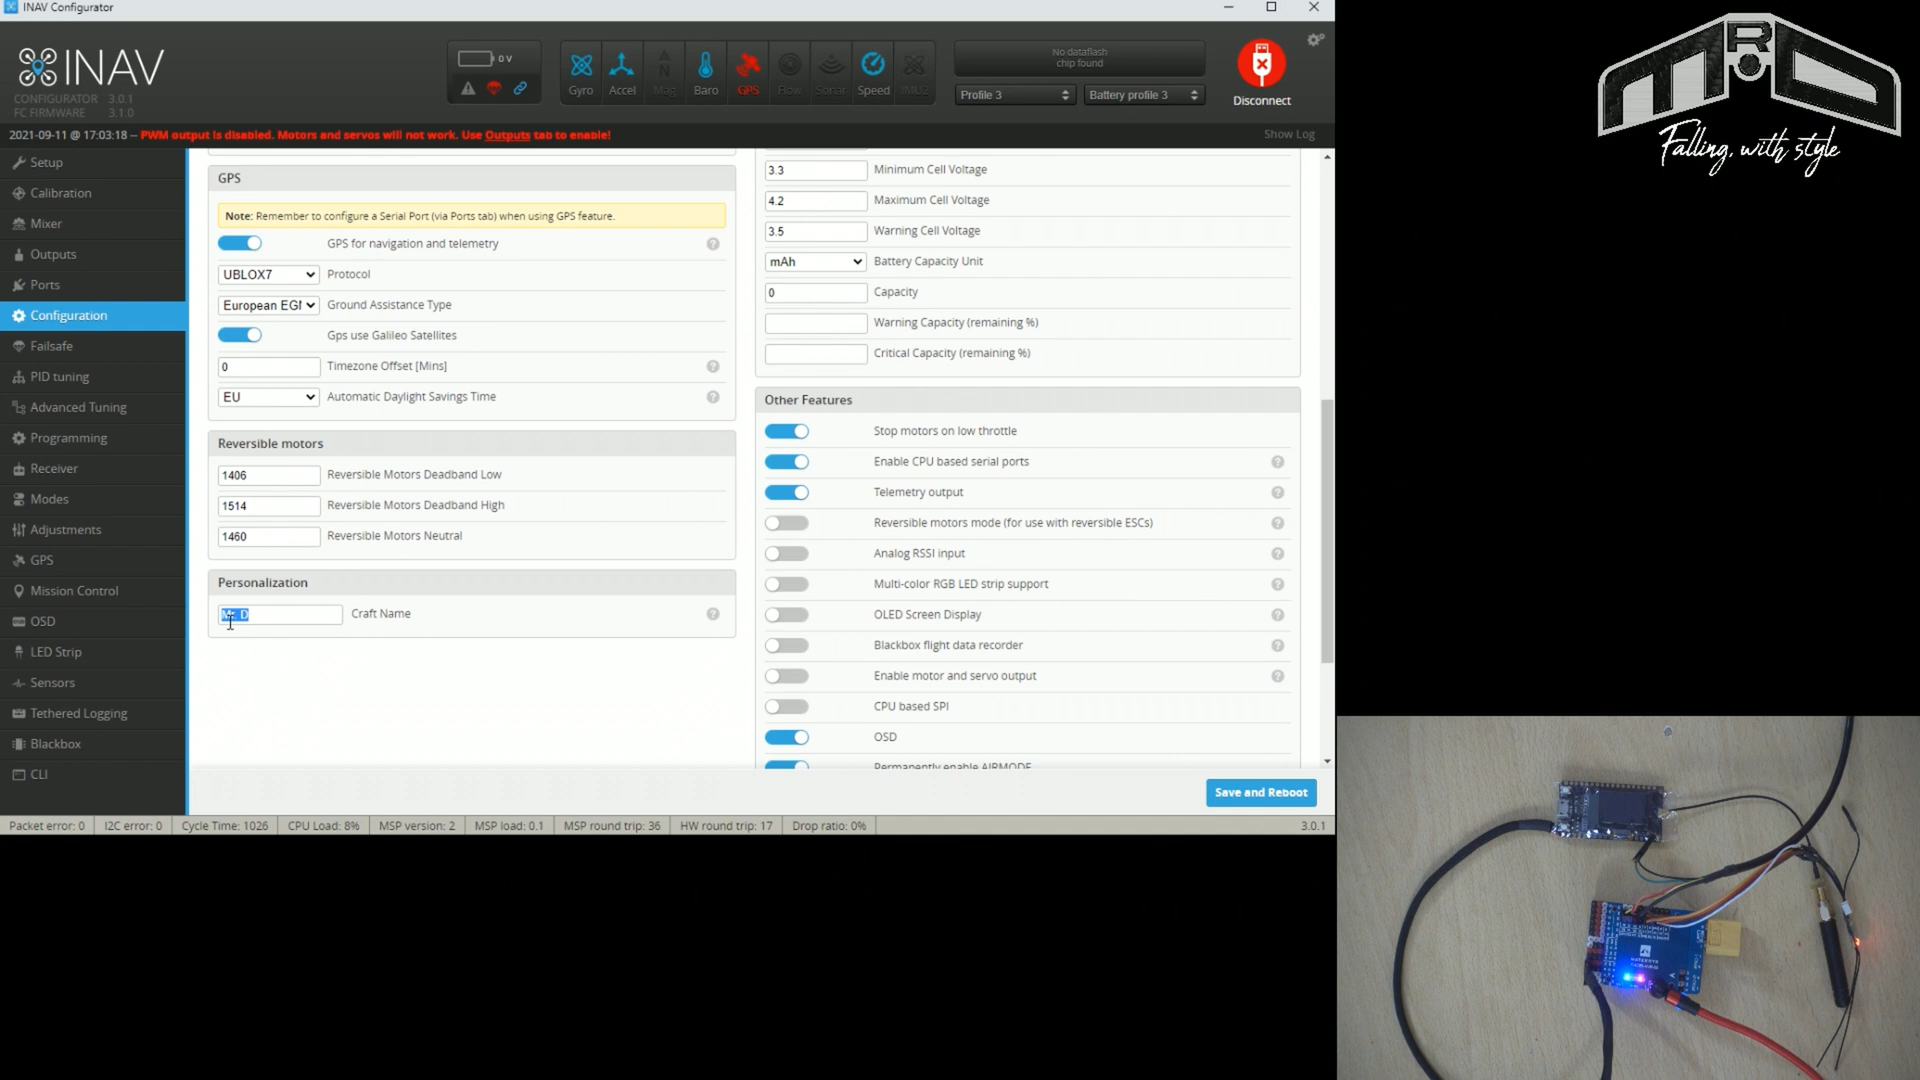 INAV Configurator
INAV
CONFIGURATOR 3.0.1
FC FIRMWARE 3.1.0
0 V
Gyro
Accel
Mag
Baro
GPS
Flow
Sonar
Speed
IMU2
No dataflash
chip found
Profile 3
Battery profile 3
Disconnect
2021-09-11 @ 17:03:18 -- PWM output is disabled. Motors and servos will not work. Use Outputs tab to enable!
Show Log
Setup
Calibration
Mixer
Outputs
Ports
Configuration
Failsafe
PID tuning
Advanced Tuning
Programming
Receiver
Modes
Adjustments
GPS
Mission Control
OSD
LED Strip
Sensors
Tethered Logging
Blackbox
CLI
GPS
Note: Remember to configure a Serial Port (via Ports tab) when using GPS feature.
GPS for navigation and telemetry
UBLOX7 Protocol
European EGN Ground Assistance Type
Gps use Galileo Satellites
0 Timezone Offset [Mins]
EU Automatic Daylight Savings Time
Reversible motors
1406 Reversible Motors Deadband Low
1514 Reversible Motors Deadband High
1460 Reversible Motors Neutral
Personalization
Mr D Craft Name
3.3 Minimum Cell Voltage
4.2 Maximum Cell Voltage
3.5 Warning Cell Voltage
mAh Battery Capacity Unit
0 Capacity
Warning Capacity (remaining %)
Critical Capacity (remaining %)
Other Features
Stop motors on low throttle
Enable CPU based serial ports
Telemetry output
Reversible motors mode (for use with reversible ESCs)
Analog RSSI input
Multi-color RGB LED strip support
OLED Screen Display
Blackbox flight data recorder
Enable motor and servo output
CPU based SPI
OSD
Permanently enable AIRMODE
Save and Reboot
Packet error: 0
I2C error: 0
Cycle Time: 1026
CPU Load: 8%
MSP version: 2
MSP load: 0.1
MSP round trip: 36
HW round trip: 17
Drop ratio: 0%
3.0.1
MRD
Falling, with style